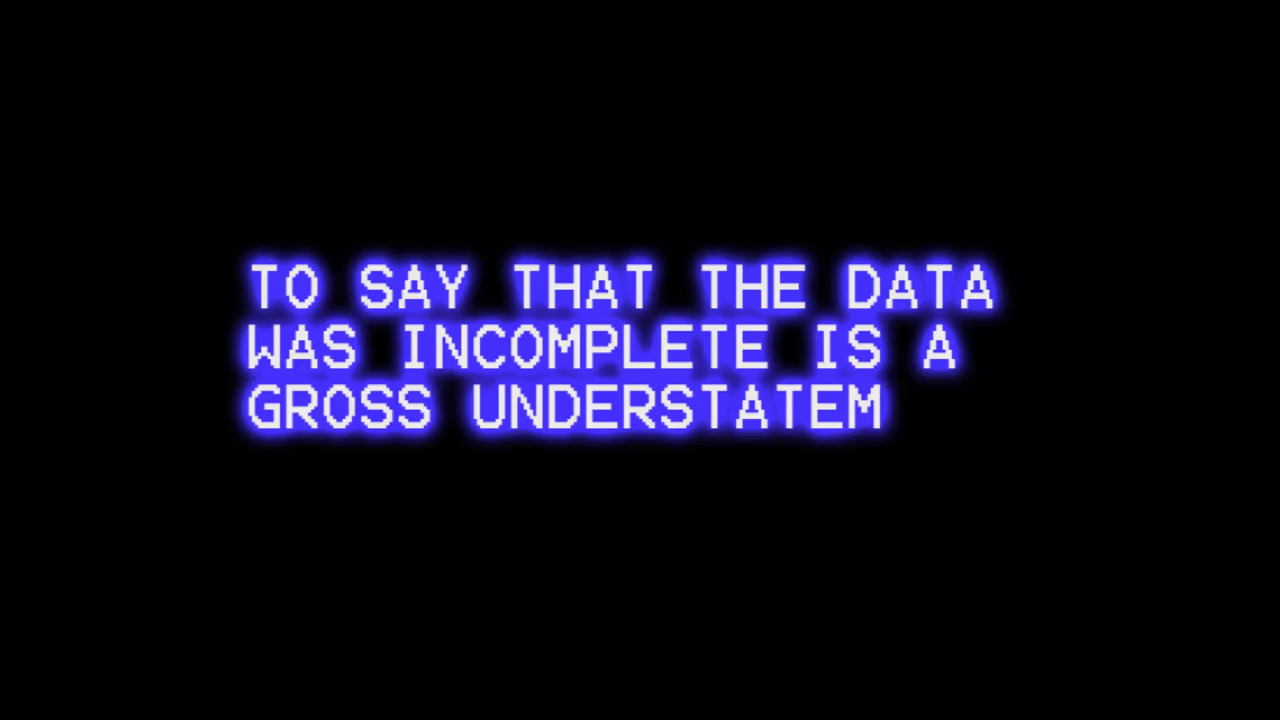 TO SAY THAT THE DATA
WAS INCOMPLETE IS A
GROSS UNDERSTATEM